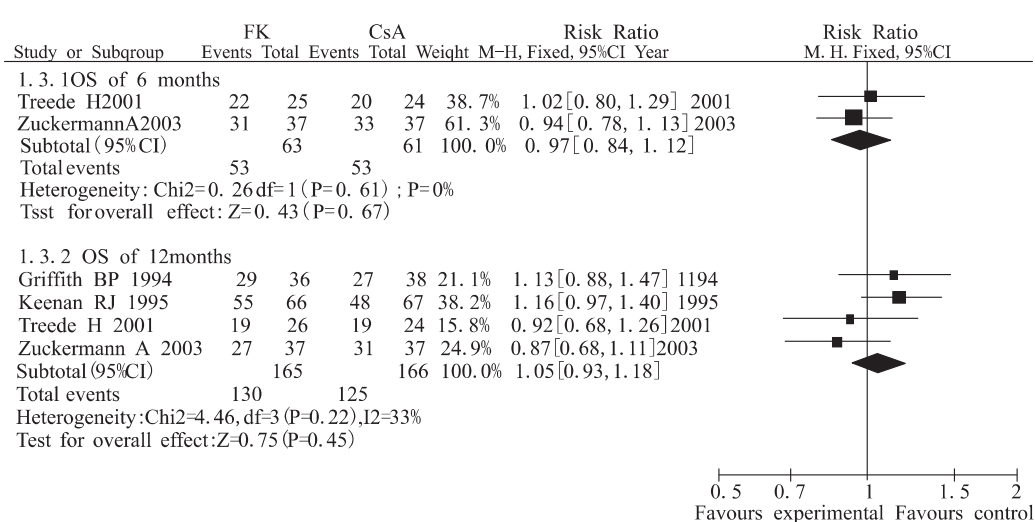 FK CsA Risk Ratio Risk Ratio
Study or Subqroup Events Total Events Total Weight M-H, Fixed, 95%CI Year M. H. Fixed, 95%CI
1. 3. 1OS of 6 months
Treede H2001 22 25 20 24 38. 7% 1. 02[0. 80, 1. 29] 2001
ZuckermannA2003 31 37 33 37 61. 3% 0. 94[0. 78, 1. 13]2003
Subtotal(95%CI) 63 61 100. 0% 0. 97[0. 84, 1. 12]
Totalevents 53 53
Heterogeneity: Chi2=0. 26df=1(P=0. 61) ; P=0%
Tsst foroverall effect: Z=0. 43(P=0. 67)
1. 3. 2 OS of 12months
Griffith BP 1994 29 36 27 38 21. 1% 1. 13[0. 88, 1. 47] 1194
Keenan RJ 1995 55 66 48 67 38. 2% 1. 16[0. 97, 1. 40]1995
Treede H 2001 19 26 19 24 15. 8% 0. 92[0. 68, 1. 26]2001
Zuckermann A 2003 27 37 31 37 24. 9% 0. 87[0.68, 1.11]2003
Subtotal(95%CI) 165 166 100.0% 1.05[0.93, 1.18]
Total events 130 125
Heterogeneity:Chi2=4.46, df=3(P=0.22),I2=33%
Test for overall effect:Z=0.75(P=0.45)
0. 5 0. 7 1 1. 5 2
Favours experimental Favours control